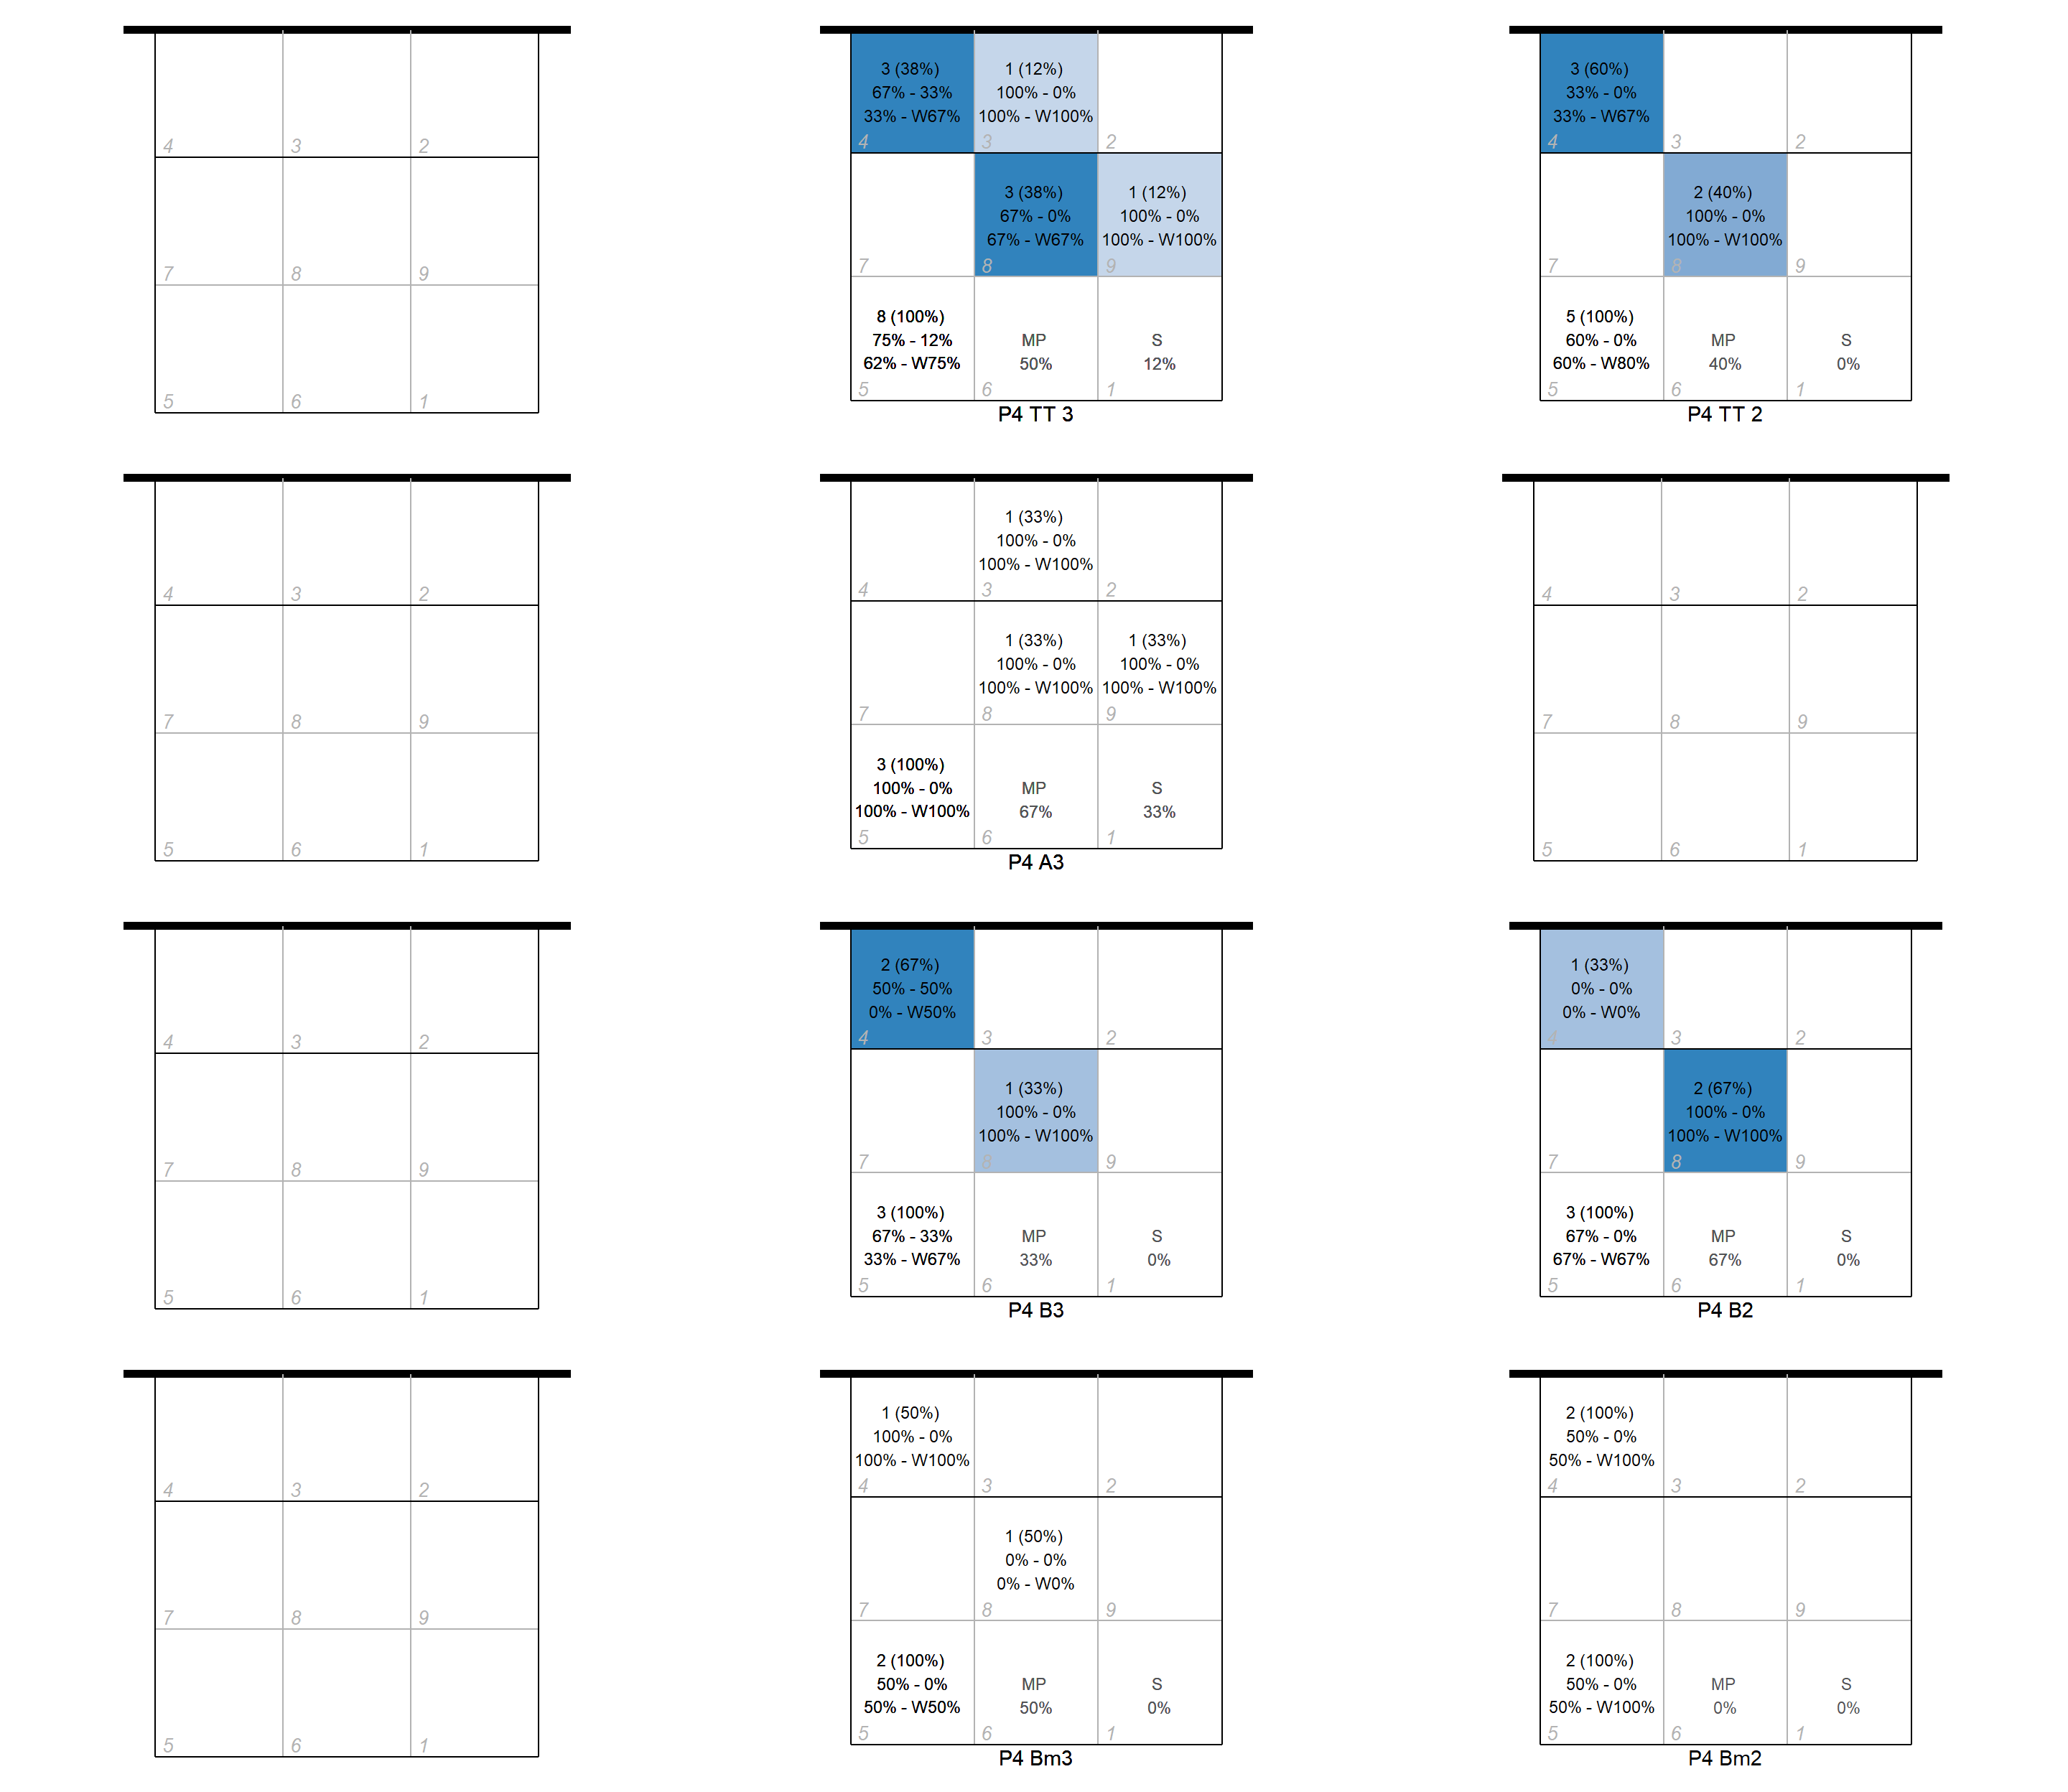 4 3 2
7 8 9
5 6 1
3 (38%)
67% - 33%
33% - W67%
4
1 (12%)
100% - 0%
100% - W100%
3
2
7
3 (38%)
67% - 0%
67% - W67%
8
1 (12%)
100% - 0%
100% - W100%
9
8 (100%)
75% - 12%
62% - W75%
5
MP
50%
6
S
12%
1
P4 TT 3
3 (60%)
33% - 0%
33% - W67%
4
3
2
7
2 (40%)
100% - 0%
100% - W100%
8
9
5 (100%)
60% - 0%
60% - W80%
5
MP
40%
6
S
0%
1
P4 TT 2
4 3 2
7 8 9
5 6 1
4
1 (33%)
100% - 0%
100% - W100%
3
2
7
1 (33%)
100% - 0%
100% - W100%
8
1 (33%)
100% - 0%
100% - W100%
9
3 (100%)
100% - 0%
100% - W100%
5
MP
67%
6
S
33%
1
P4 A3
4 3 2
7 8 9
5 6 1
4 3 2
7 8 9
5 6 1
2 (67%)
50% - 50%
0% - W50%
4
3
2
7
1 (33%)
100% - 0%
100% - W100%
8
9
3 (100%)
67% - 33%
33% - W67%
5
MP
33%
6
S
0%
1
P4 B3
1 (33%)
0% - 0%
0% - W0%
4
3
2
7
2 (67%)
100% - 0%
100% - W100%
8
9
3 (100%)
67% - 0%
67% - W67%
5
MP
67%
6
S
0%
1
P4 B2
4 3 2
7 8 9
5 6 1
1 (50%)
100% - 0%
100% - W100%
4
3
2
7
1 (50%)
0% - 0%
0% - W0%
8
9
2 (100%)
50% - 0%
50% - W50%
5
MP
50%
6
S
0%
1
P4 Bm3
2 (100%)
50% - 0%
50% - W100%
4
3
2
7
8
9
2 (100%)
50% - 0%
50% - W100%
5
MP
0%
6
S
0%
1
P4 Bm2